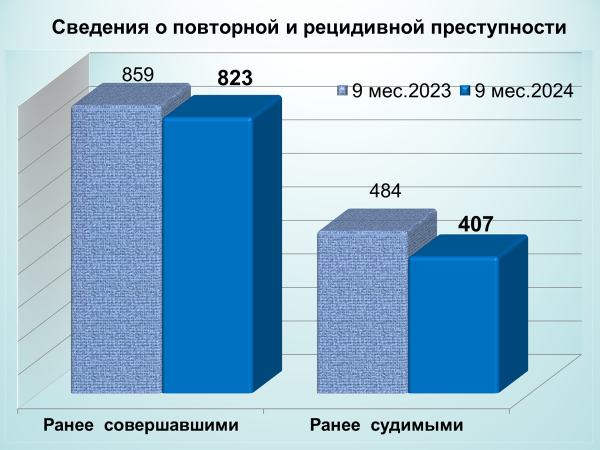 Сведения о повторной и рецидивной преступности
859
823
9 мес.2023
9 мес.2024
484
407
Ранее совершавшими
Ранее судимыми